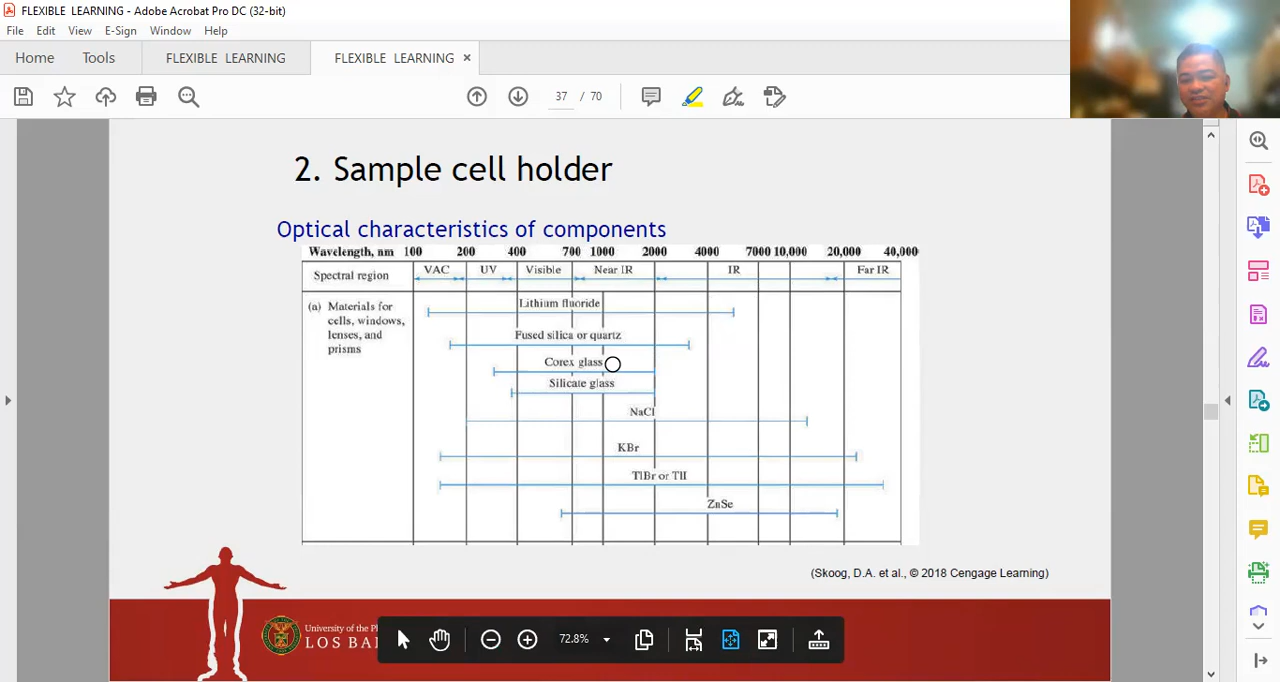 FLEXIBLE LEARNING - Adobe Acrobat Pro DC (32-bit)
File Edit View E-Sign Window Help
Home Tools FLEXIBLE LEARNING FLEXIBLE LEARNING ×
37 / 70
2. Sample cell holder
Optical characteristics of components
Wavelength, nm 100 200 400 700 1000 2000 4000 7000 10,000 20,000 40,000
Spectral region VAC UV Visible Near IR IR Far IR
(a) Materials for
cells, windows,
lenses, and
prisms
Lithium fluoride
Fused silica or quartz
Corex glass
Silicate glass
NaCl
KBr
TlBr or TlI
ZnSe
(Skoog, D.A. et al., © 2018 Cengage Learning)
University of the
LOS
72.8%